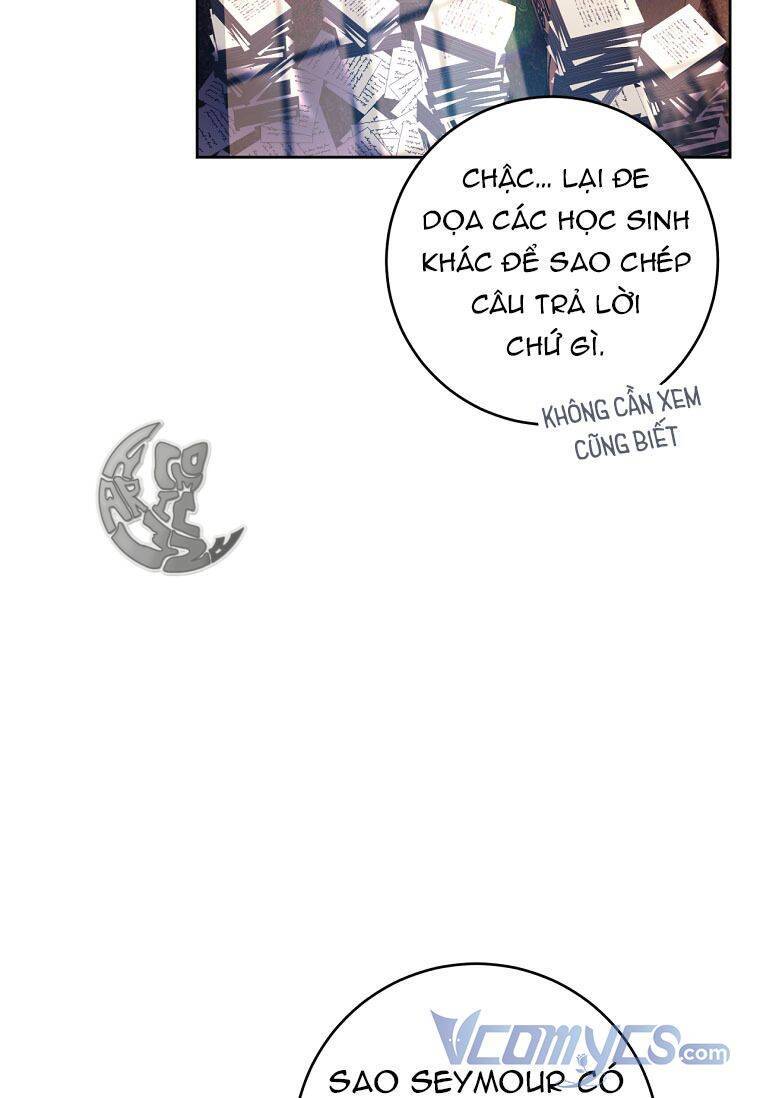 CHẬC... LẠI ĐE
DỌA CÁC HỌC SINH
KHÁC ĐỂ SAO CHÉP
CÂU TRẢ LỜI
CHỨ GÌ.
KHÔNG CẦN XEM
CŨNG BIẾT
VCOMYCS.com
SAO SEYMOUR CÓ